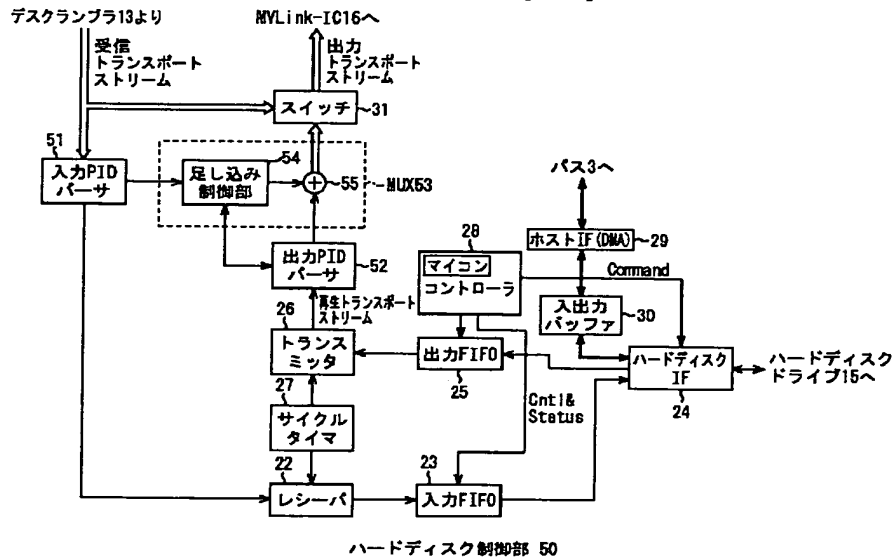 デスクランブラ13より
MVLink-IC16へ
受信
トランスポート
ストリーム
出力
トランスポート
ストリーム
スイッチ
31
51
入力PID
パーサ
54
足し込み
制御部
55
MUX53
バス3へ
ホストIF(DMA)
29
28
マイコン
コントローラ
Command
出力PID
パーサ
52
再生トランスポート
ストリーム
入出力
バッファ
30
26
トランス
ミッタ
出力FIFO
25
ハードディスク
IF
24
ハードディスク
ドライブ15へ
27
サイクル
タイマ
Cntl&
Status
22
レシーバ
23
入力FIFO
ハードディスク制御部 50